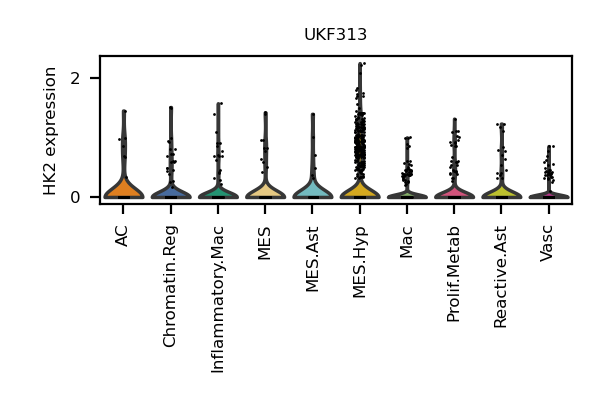 UKF313
HK2 expression
2
0
AC
Chromatin.Reg
Inflammatory.Mac
MES
MES.Ast
MES.Hyp
Mac
Prolif.Metab
Reactive.Ast
Vasc